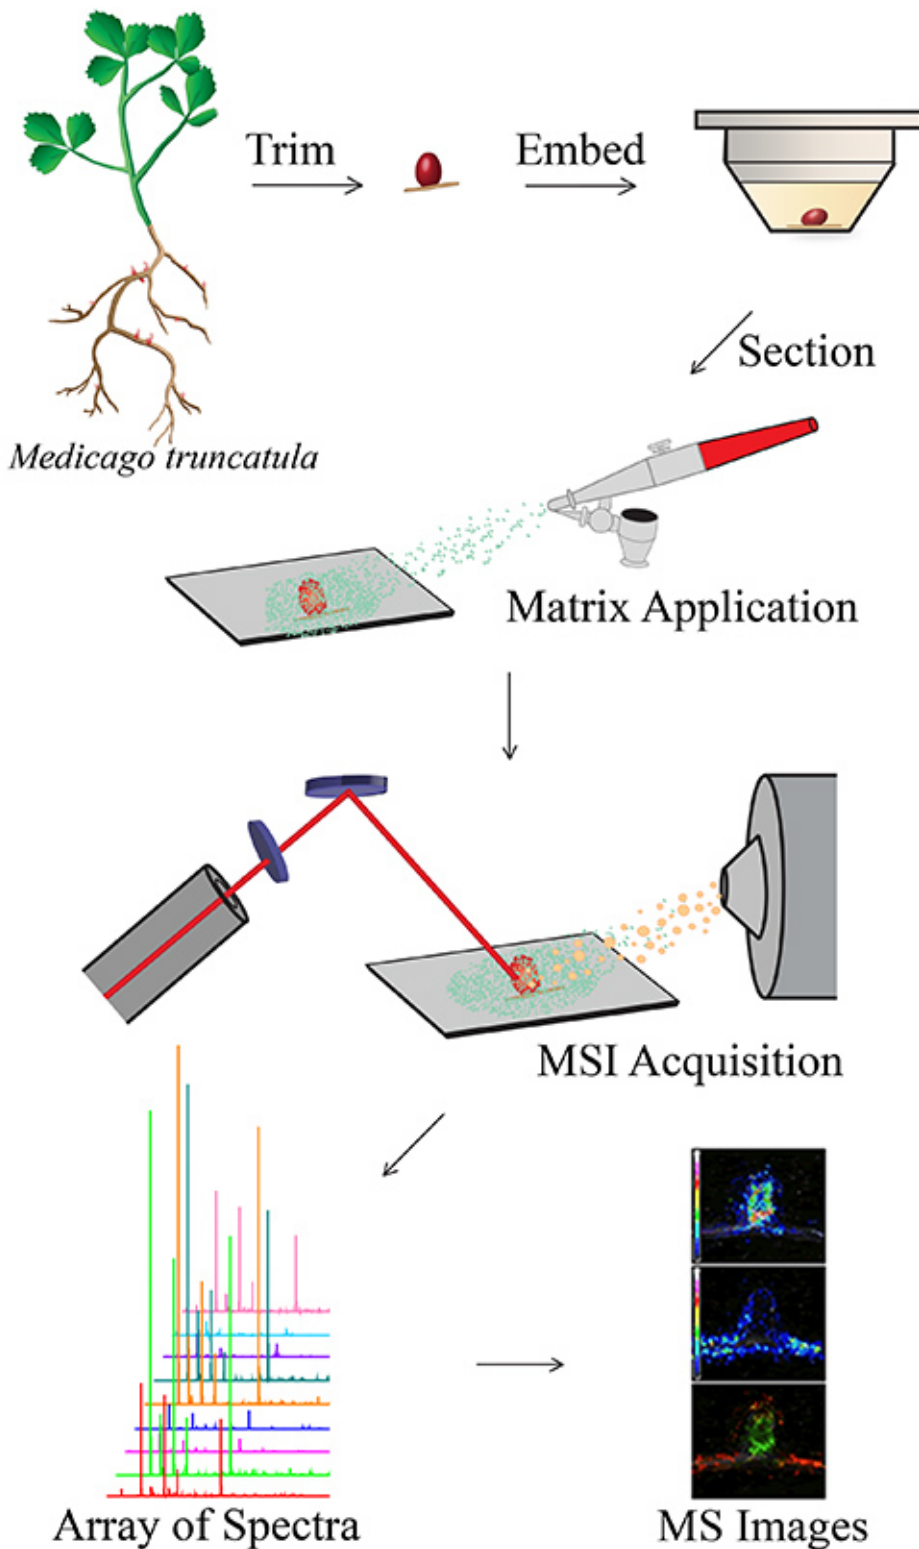 Trim
Embed
Section
Medicago truncatula
Matrix Application
MSI Acquisition
Array of Spectra
MS Images